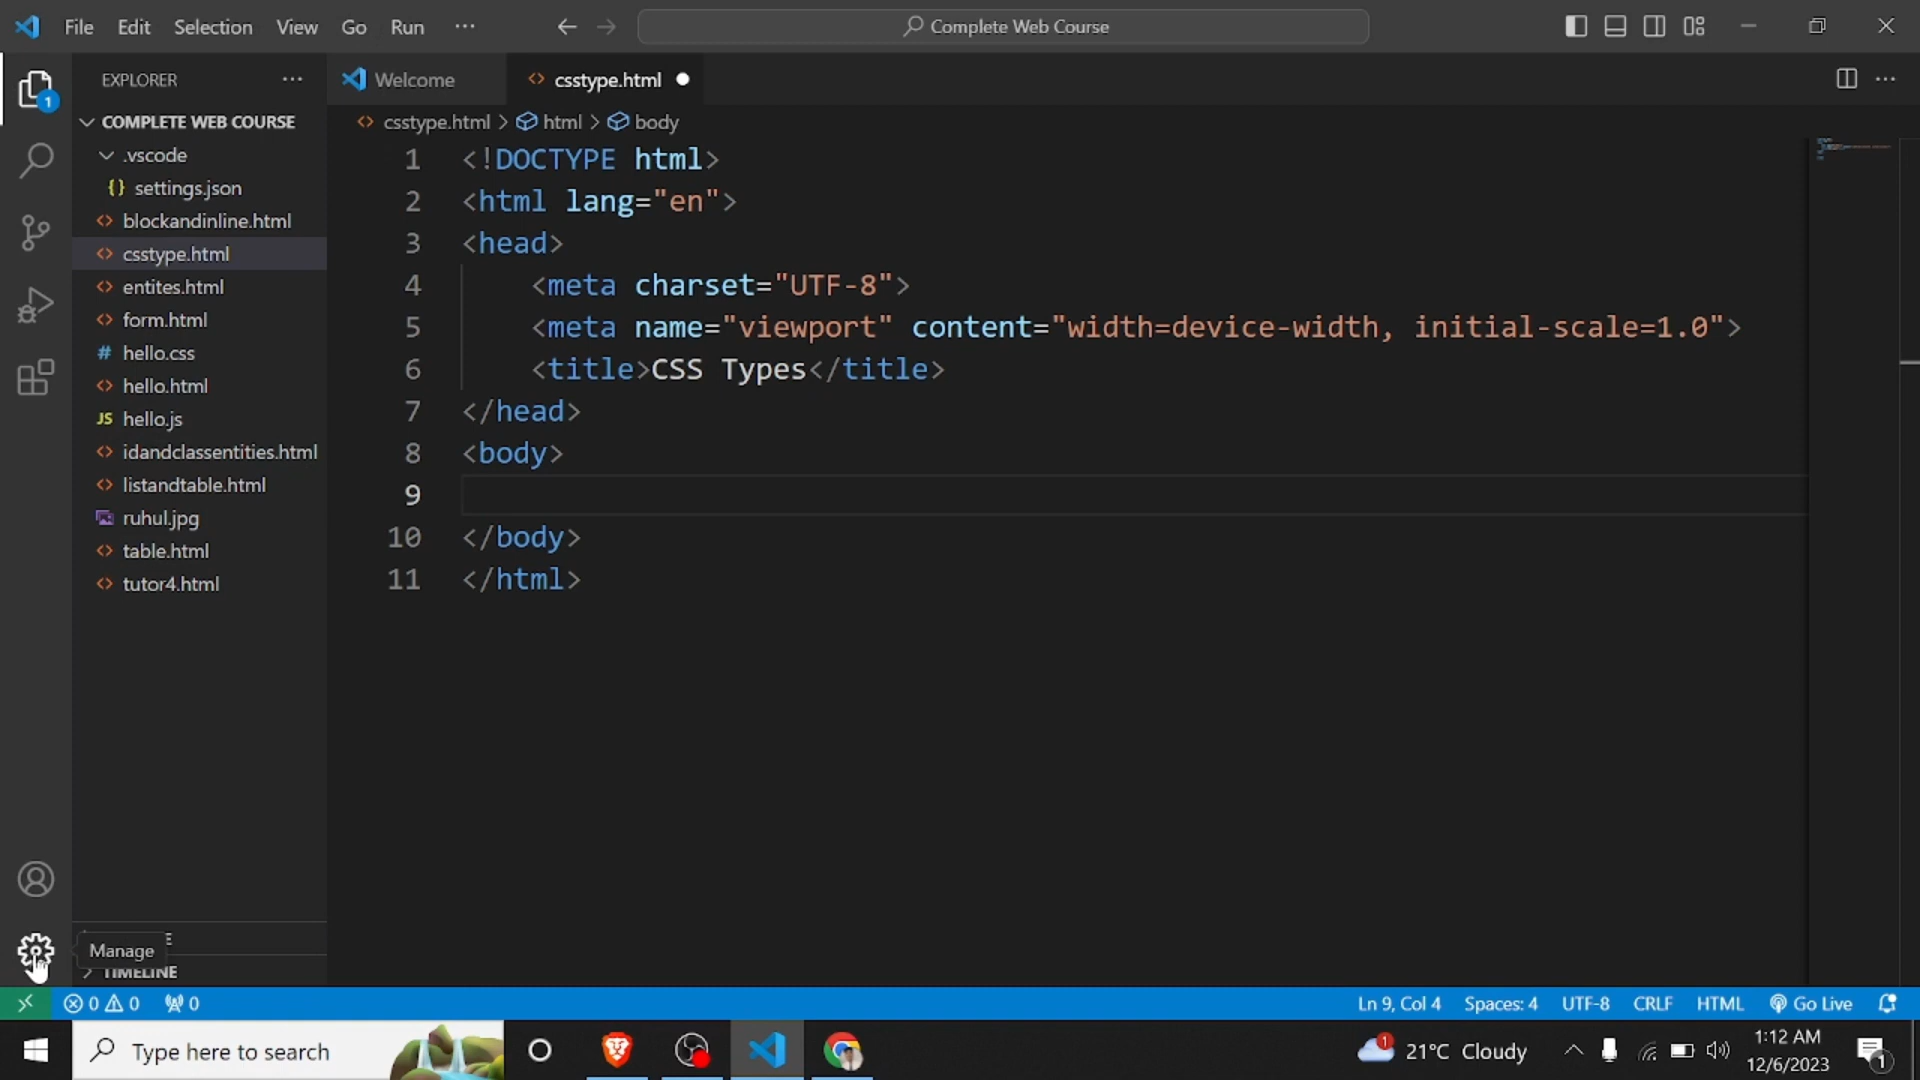 File Edit Selection View Go Run ···
Complete Web Course
EXPLORER ···
Welcome
csstype.html
COMPLETE WEB COURSE
.vscode
{} settings.json
<> blockandinline.html
<> csstype.html
<> entites.html
<> form.html
# hello.css
<> hello.html
JS hello.js
<> idandclassentities.html
<> listandtable.html
ruhul.jpg
<> table.html
<> tutor4.html
Manage
TIMELINE
<> csstype.html > html > body
1 <!DOCTYPE html>
2 <html lang="en">
3 <head>
4 <meta charset="UTF-8">
5 <meta name="viewport" content="width=device-width, initial-scale=1.0">
6 <title>CSS Types</title>
7 </head>
8 <body>
9
10 </body>
11 </html>
1
0 0 0
Ln 9, Col 4 Spaces: 4 UTF-8 CRLF HTML Go Live
Type here to search
1 21°C Cloudy
1:12 AM
12/6/2023
1